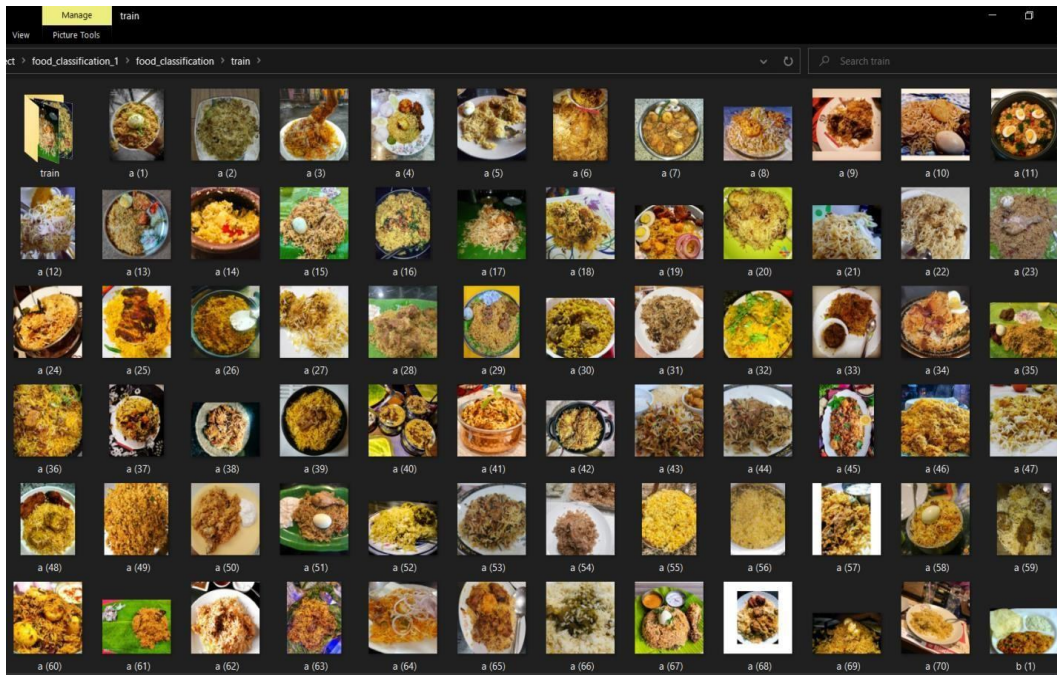 Manage train
View Picture Tools
ct > food_classification_1 > food_classification > train >
Search train
train a (1) a (2) a (3) a (4) a (5) a (6) a (7) a (8) a (9) a (10) a (11)
a (12) a (13) a (14) a (15) a (16) a (17) a (18) a (19) a (20) a (21) a (22) a (23)
a (24) a (25) a (26) a (27) a (28) a (29) a (30) a (31) a (32) a (33) a (34) a (35)
a (36) a (37) a (38) a (39) a (40) a (41) a (42) a (43) a (44) a (45) a (46) a (47)
a (48) a (49) a (50) a (51) a (52) a (53) a (54) a (55) a (56) a (57) a (58) a (59)
a (60) a (61) a (62) a (63) a (64) a (65) a (66) a (67) a (68) a (69) a (70) b (1)